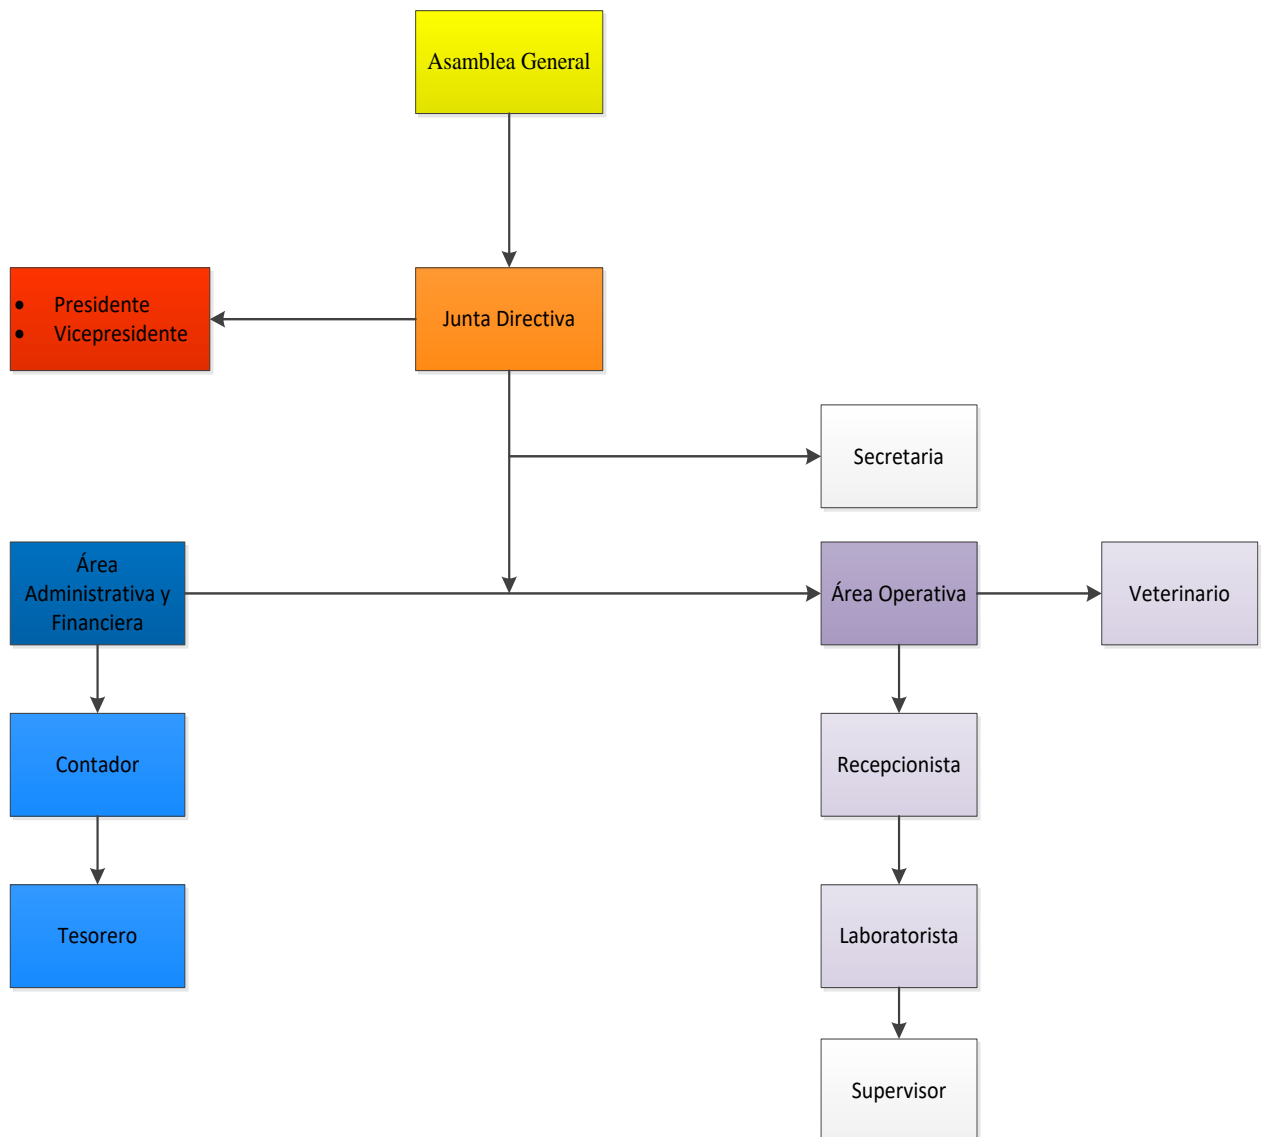 Asamblea General
• Presidente
• Vicepresidente
Junta Directiva
Secretaria
Área
Administrativa y
Financiera
Área Operativa
Veterinario
Contador
Recepcionista
Tesorero
Laboratorista
Supervisor